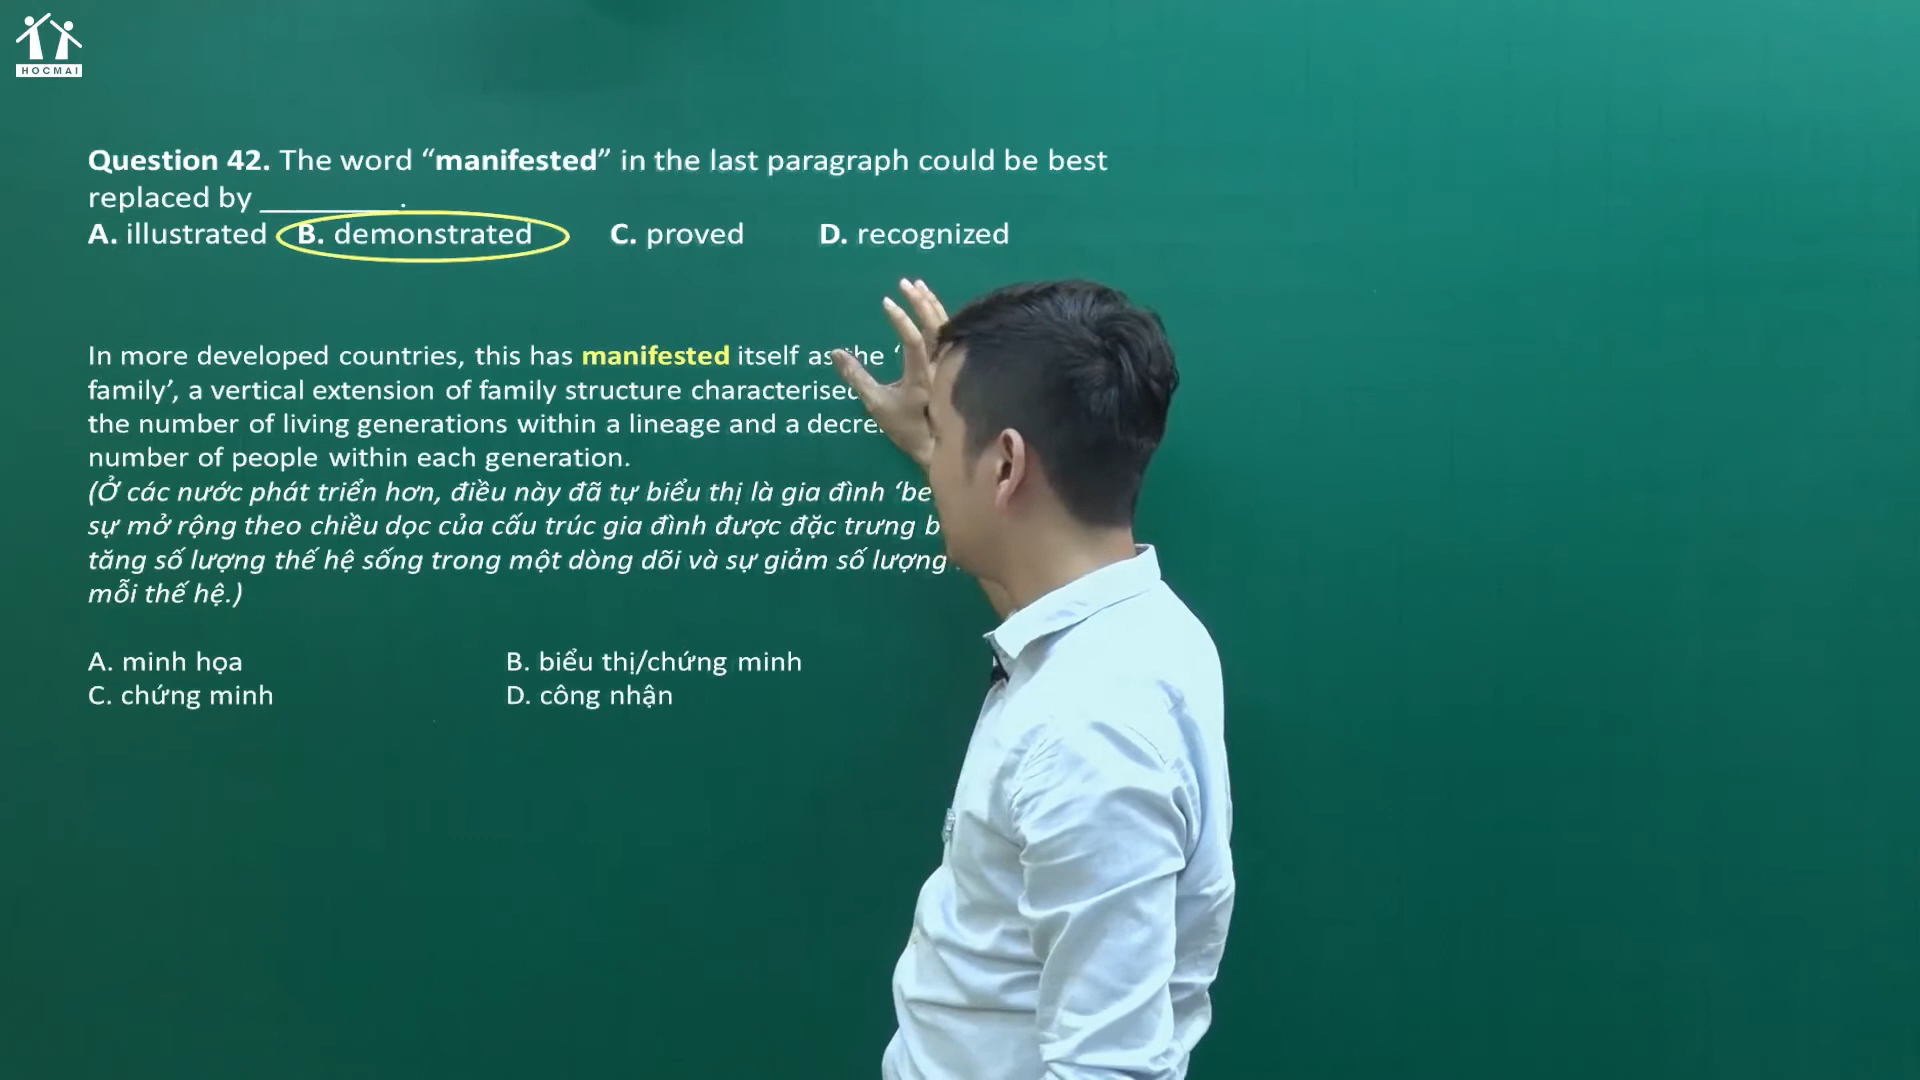 HOCMAI
Question 42. The word “manifested” in the last paragraph could be best
replaced by _________.
A. illustrated B. demonstrated C. proved D. recognized
In more developed countries, this has manifested itself as the ‘
family’, a vertical extension of family structure characterised
the number of living generations within a lineage and a
number of people within each generation.
(Ở các nước phát triển hơn, điều này đã tự biểu thị là gia đình ‘be
sự mở rộng theo chiều dọc của cấu trúc gia đình được đặc trưng b
tăng số lượng thế hệ sống trong một dòng dõi và sự giảm số lượng
mỗi thế hệ.)
A. minh họa B. biểu thị/chứng minh
C. chứng minh D. công nhận